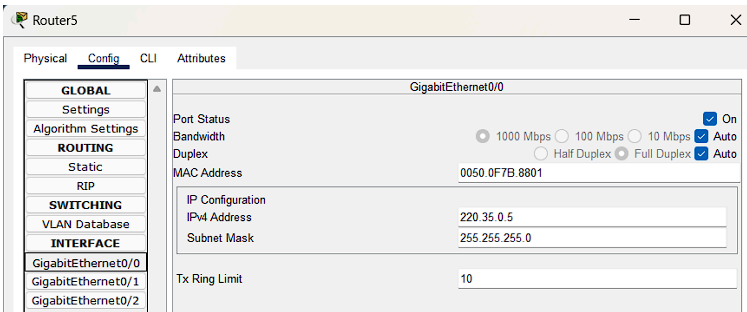 Router5
Physical Config CLI Attributes
GLOBAL
Settings
Algorithm Settings
ROUTING
Static
RIP
SWITCHING
VLAN Database
INTERFACE
GigabitEthernet0/0
GigabitEthernet0/1
GigabitEthernet0/2
GigabitEthernet0/0
Port Status On
Bandwidth 1000 Mbps 100 Mbps 10 Mbps Auto
Duplex Half Duplex Full Duplex Auto
MAC Address 0050.0F7B.8801
IP Configuration
IPv4 Address 220.35.0.5
Subnet Mask 255.255.255.0
Tx Ring Limit 10